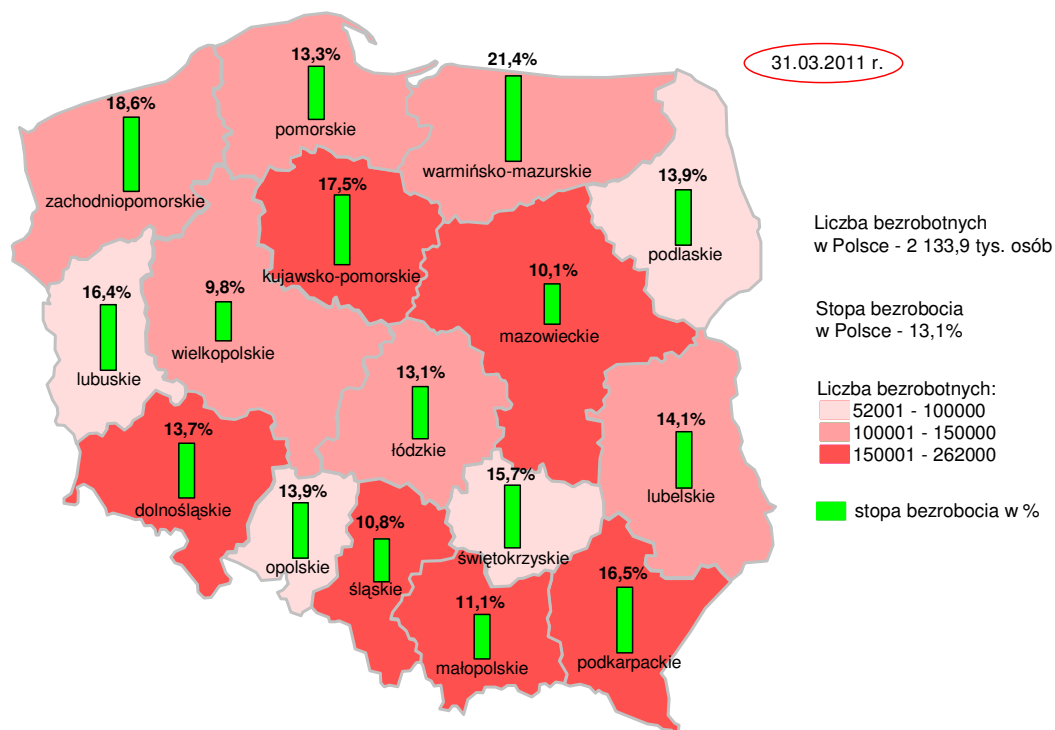 31.03.2011 r.
13,3%
pomorskie
21,4%
warmińsko-mazurskie
18,6%
zachodniopomorskie
13,9%
podlaskie
17,5%
kujawsko-pomorskie
10,1%
mazowieckie
16,4%
lubuskie
9,8%
wielkopolskie
13,1%
łódzkie
14,1%
lubelskie
13,7%
dolnośląskie
13,9%
opolskie
10,8%
śląskie
15,7%
świętokrzyskie
11,1%
małopolskie
16,5%
podkarpackie
Liczba bezrobotnych
w Polsce - 2 133,9 tys. osób
Stopa bezrobocia
w Polsce - 13,1%
Liczba bezrobotnych:
52001 - 100000
100001 - 150000
150001 - 262000
stopa bezrobocia w %